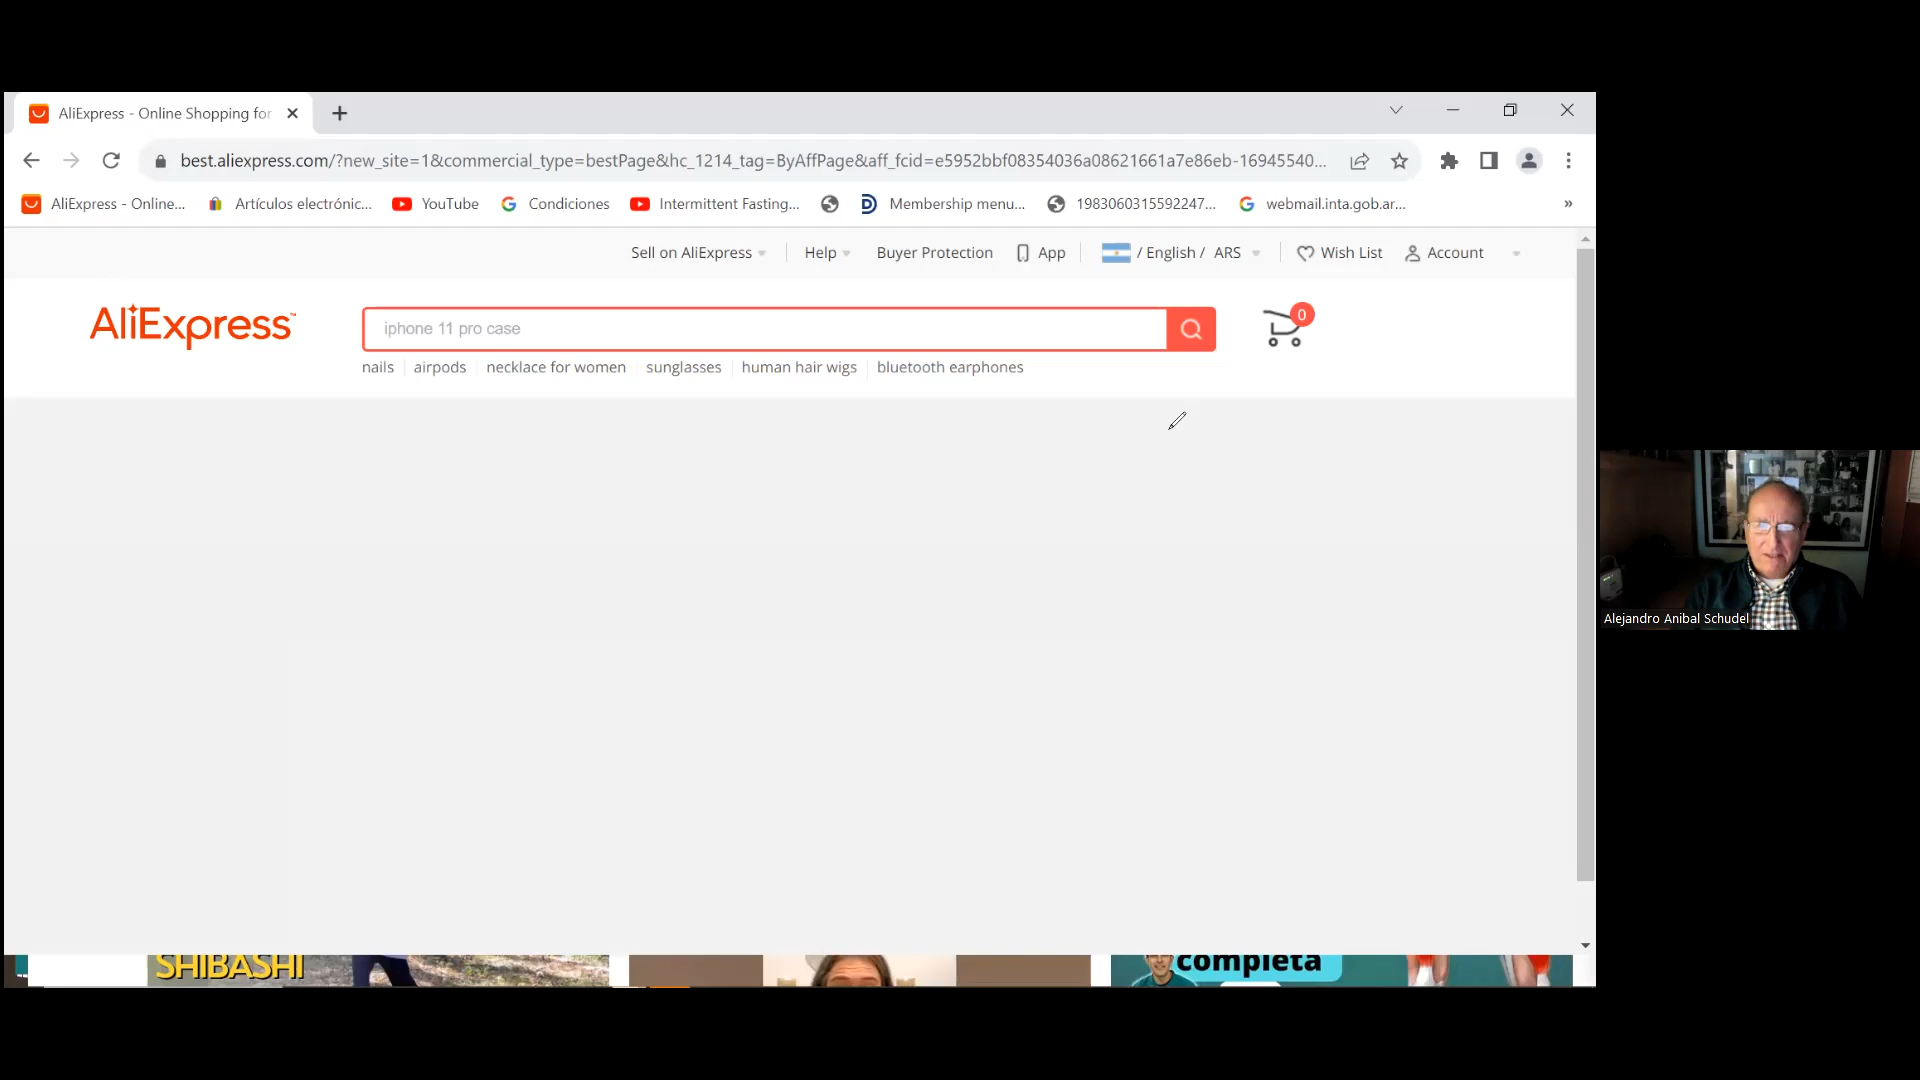 AliExpress - Online Shopping for
best.aliexpress.com/?new_site=1&commercial_type=bestPage&hc_1214_tag=ByAffPage&aff_fcid=e5952bbf08354036a08621661a7e86eb-16945540...
AliExpress - Online... Artículos electrónic... YouTube Condiciones Intermittent Fasting... Membership menu... 1983060315592247... webmail.inta.gob.ar... »
Sell on AliExpress Help Buyer Protection App / English / ARS Wish List Account
AliExpress™
iphone 11 pro case
0
nails airpods necklace for women sunglasses human hair wigs bluetooth earphones
Alejandro Anibal Schudel
SHIBASHI
completa